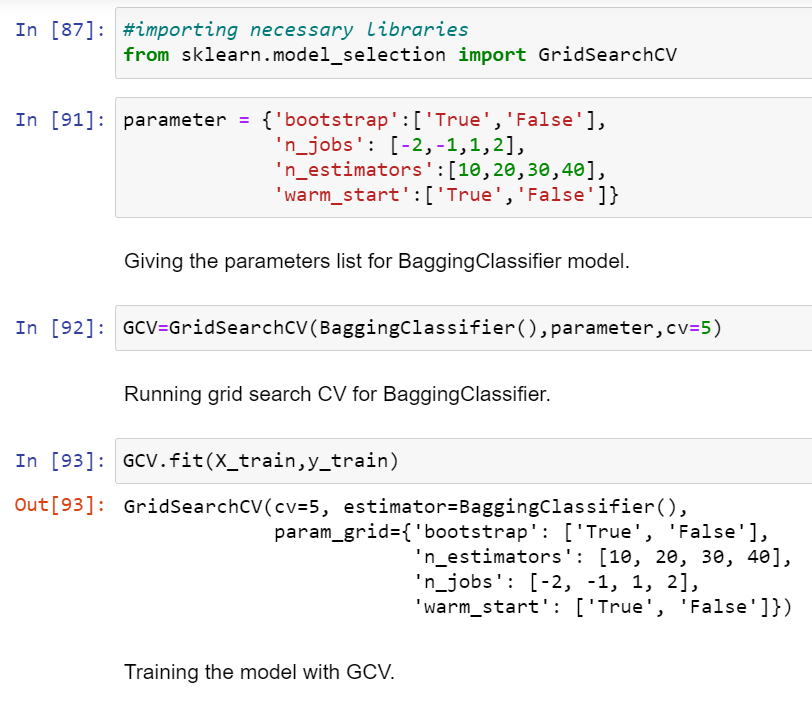 In [87]: #importing necessary libraries
from sklearn.model_selection import GridSearchCV
In [91]: parameter = {'bootstrap':['True','False'],
'n_jobs': [-2,-1,1,2],
'n_estimators':[10,20,30,40],
'warm_start':['True','False']}
Giving the parameters list for BaggingClassifier model.
In [92]: GCV=GridSearchCV(BaggingClassifier(),parameter,cv=5)
Running grid search CV for BaggingClassifier.
In [93]: GCV.fit(X_train,y_train)
Out[93]: GridSearchCV(cv=5, estimator=BaggingClassifier(),
param_grid={'bootstrap': ['True', 'False'],
'n_estimators': [10, 20, 30, 40],
'n_jobs': [-2, -1, 1, 2],
'warm_start': ['True', 'False']})
Training the model with GCV.